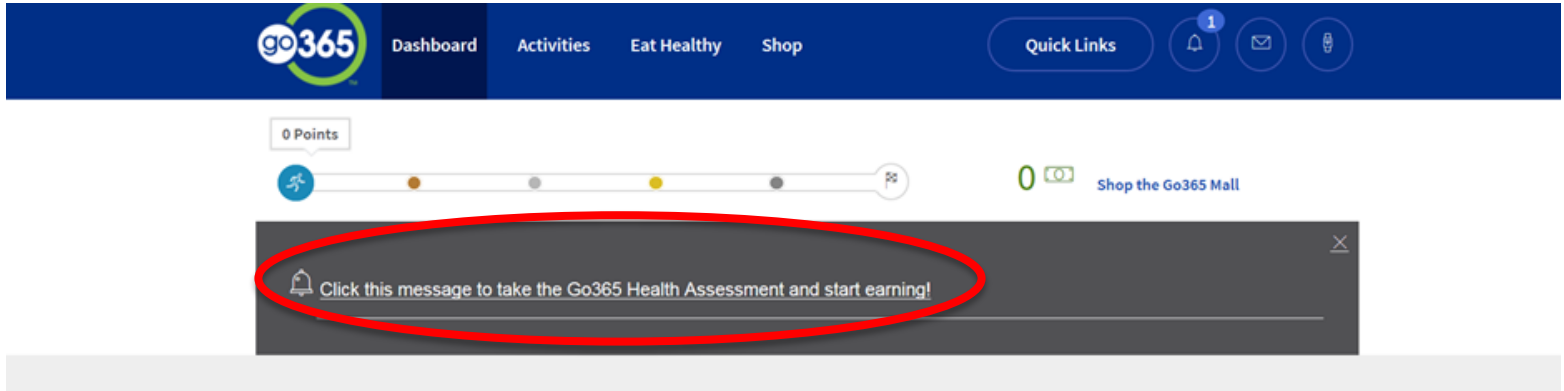 go365
Dashboard Activities Eat Healthy Shop Quick Links 1
0 Points
0 Shop the Go365 Mall
Click this message to take the Go365 Health Assessment and start earning!